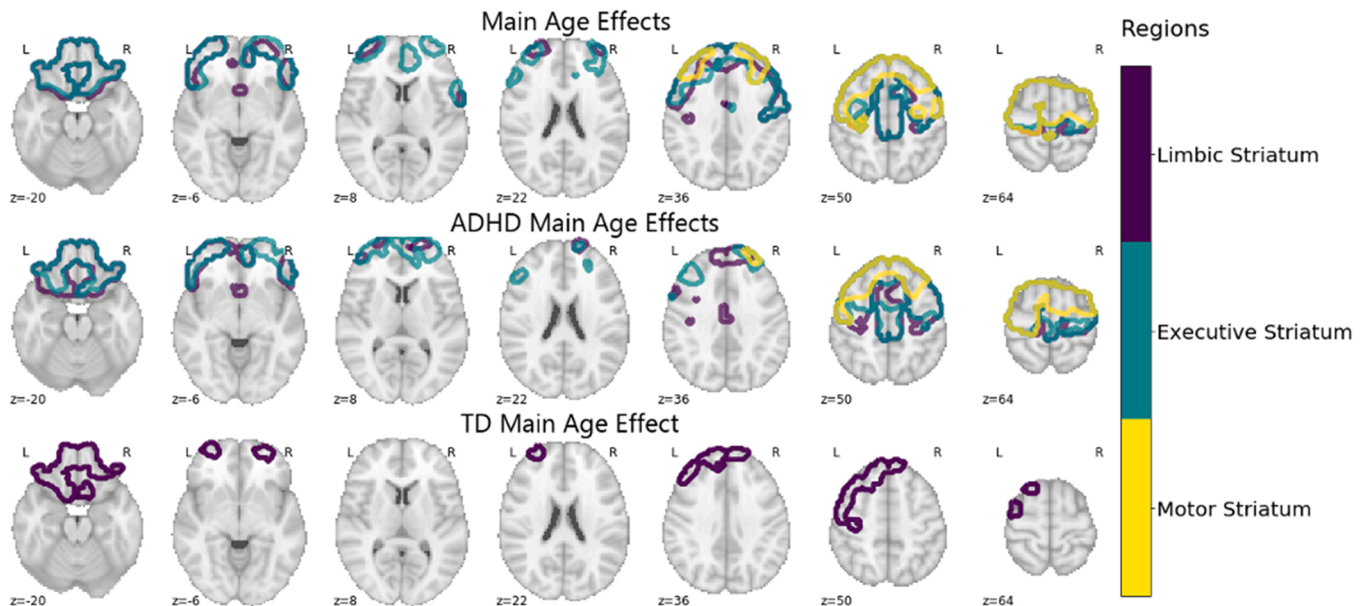 Main Age Effects
L R L R L R L R L R L R L R
z=-20 z=-6 z=8 z=22 z=36 z=50 z=64
ADHD Main Age Effects
L R L R L R L R L R L R L R
z=-20 z=-6 z=8 z=22 z=36 z=50 z=64
TD Main Age Effect
L R L R L R L R L R L R L R
z=-20 z=-6 z=8 z=22 z=36 z=50 z=64
Regions
Limbic Striatum
Executive Striatum
Motor Striatum